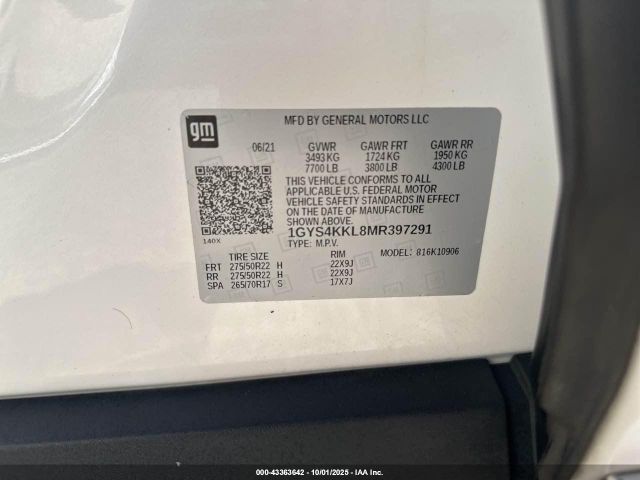 gm
MFD BY GENERAL MOTORS LLC
06/21 GVWR GAWR FRT GAWR RR
3493 KG 1724 KG 1950 KG
7700 LB 3800 LB 4300 LB
THIS VEHICLE CONFORMS TO ALL
APPLICABLE U.S. FEDERAL MOTOR
VEHICLE SAFETY STANDARDS IN EFFECT
ON THE DATE OF MANUFACTURE
SHOWN ABOVE.
1GYS4KKL8MR397291
140X
TYPE: M.P.V.
TIRE SIZE RIM MODEL: 816K10906
FRT 275/50R22 H 22X9J
RR 275/50R22 H 22X9J
SPA 265/70R17 S 17X7J
000-43363642 - 10/01/2025 - IAA Inc.